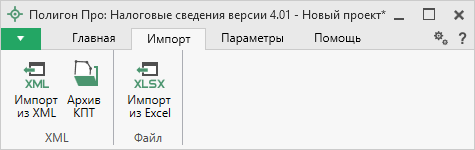 Полигон Про: Налоговые сведения версии 4.01 - Новый проект*
Главная Импорт Параметры Помощь ?
XML XLSX
Импорт из XML
Архив КПТ
Импорт из Excel
XML Файл